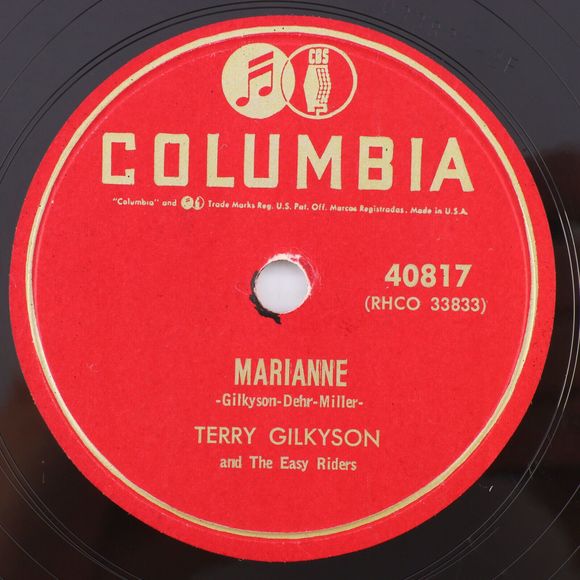 CBS
COLUMBIA
"Columbia" and Trade Marks Reg. U.S. Pat. Off. Marcas Registradas. Made in U.S.A.
40817
(RHCO 33833)
MARIANNE
-Gilkyson-Dehr-Miller-
TERRY GILKYSON
and The Easy Riders